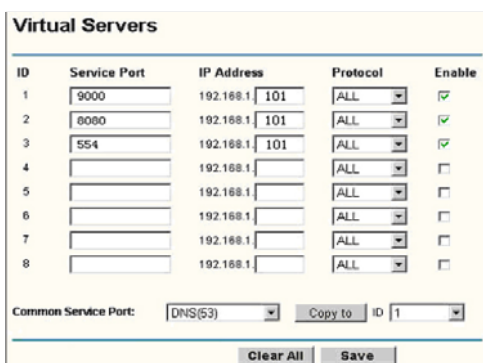 Virtual Servers
ID Service Port IP Address Protocol Enable
1 9000 192.168.1. 101 ALL
2 8080 192.168.1. 101 ALL
3 554 192.168.1. 101 ALL
4 192.168.1. ALL
5 192.168.1. ALL
6 192.168.1. ALL
7 192.168.1. ALL
8 192.168.1. ALL
Common Service Port: DNS(53) Copy to ID 1
Clear All Save